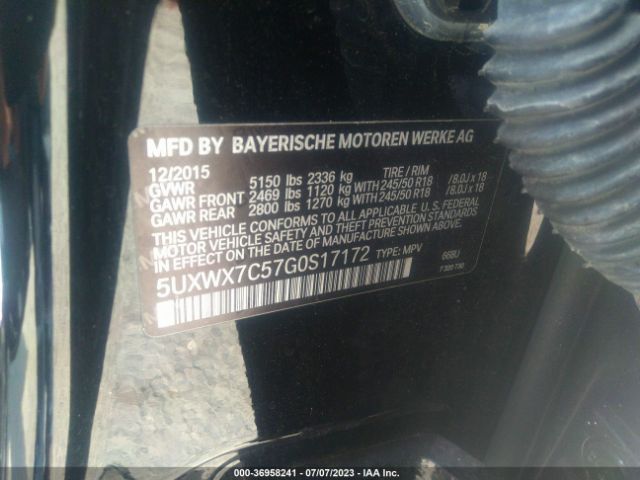 MFD BY BAYERISCHE MOTOREN WERKE AG
12/2015 TIRE / RIM
GVWR 5150 lbs 2336 kg
GAWR FRONT 2469 lbs 1120 kg WITH 245/50 R18 /8.0J x 18
GAWR REAR 2800 lbs 1270 kg WITH 245/50 R18 /8.0J x 18
THIS VEHICLE CONFORMS TO ALL APPLICABLE U.S. FEDERAL
MOTOR VEHICLE SAFETY AND THEFT PREVENTION STANDARDS
IN EFFECT ON THE DATE OF MANUFACTURE SHOWN ABOVE.
5UXWX7C57G0S17172 TYPE: MPV
668U
7 320 730
000-36958241 - 07/07/2023 - IAA Inc.